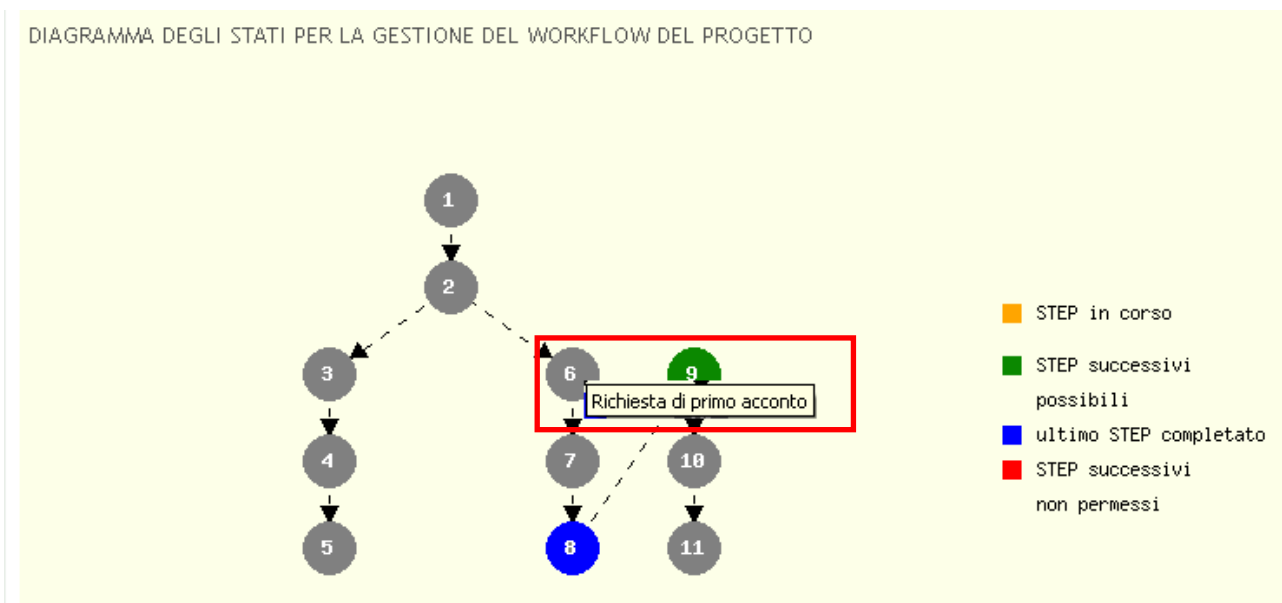 DIAGRAMMA DEGLI STATI PER LA GESTIONE DEL WORKFLOW DEL PROGETTO
1
2
3
6
9
Richiesta di primo acconto
4
7
10
5
8
11
STEP in corso
STEP successivi
possibili
ultimo STEP completato
STEP successivi
non permessi